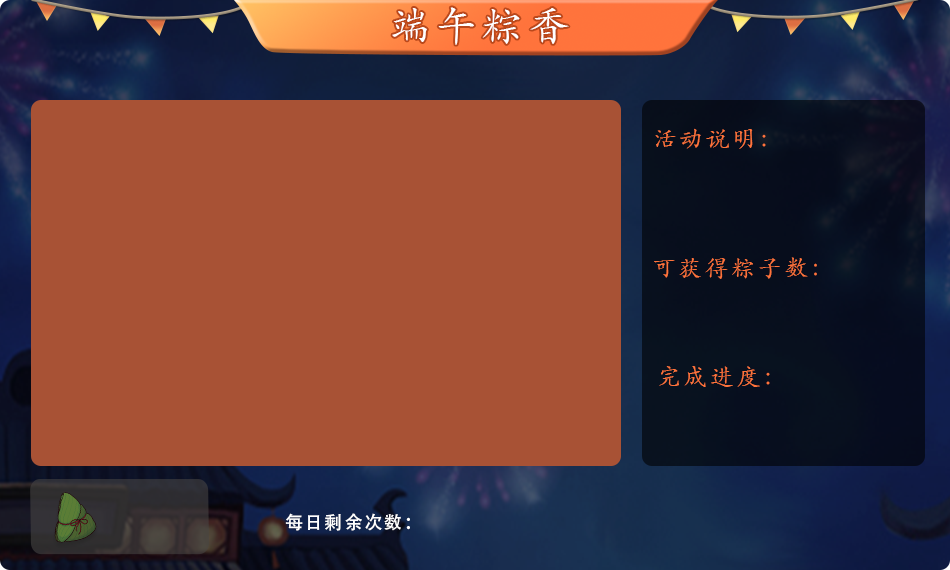 端午粽香
活动说明：
可获得粽子数：
完成进度：
每日剩余次数：